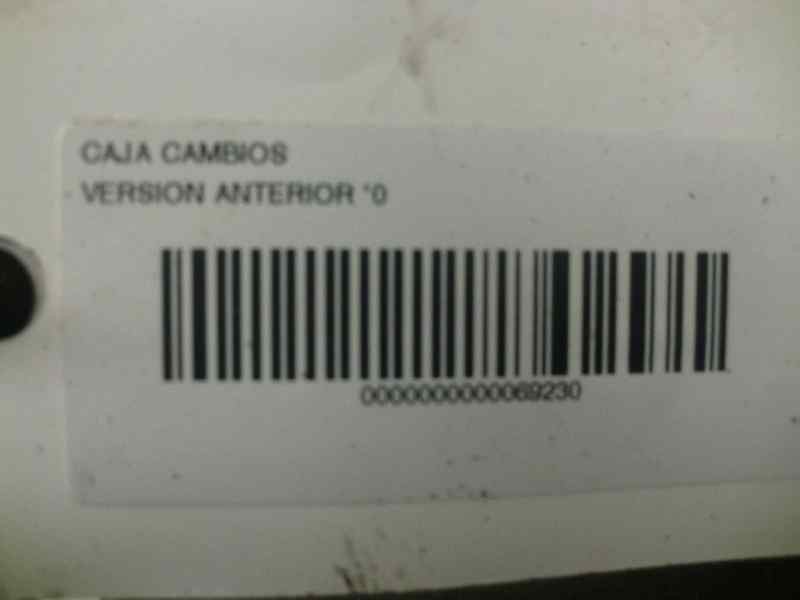 CAJA CAMBIOS
VERSION ANTERIOR "0
0000000000069230